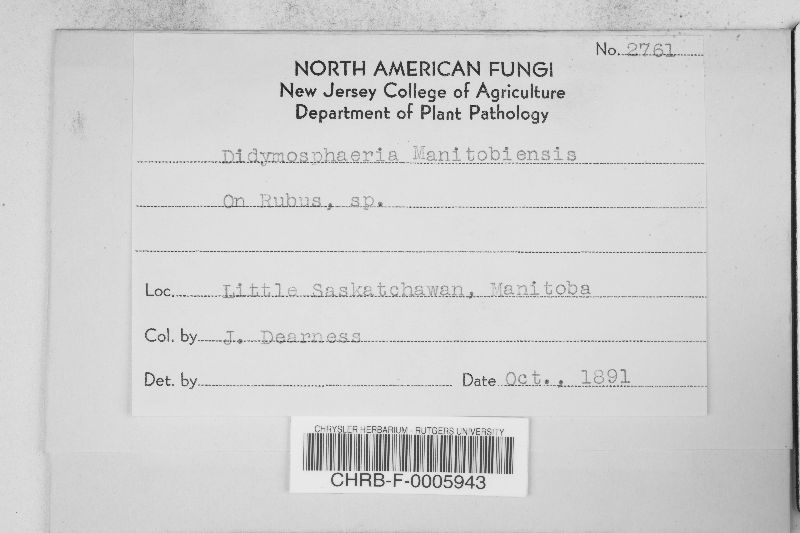 No. 2761
NORTH AMERICAN FUNGI
New Jersey College of Agriculture
Department of Plant Pathology
Didymosphaeria Manitobiensis
On Rubus, sp.
Loc. Little Saskatchawan, Manitoba
Col. by J. Dearness
Det. by Date Oct., 1891
CHRYSLER HERBARIUM - RUTGERS UNIVERSITY
CHRB-F-0005943